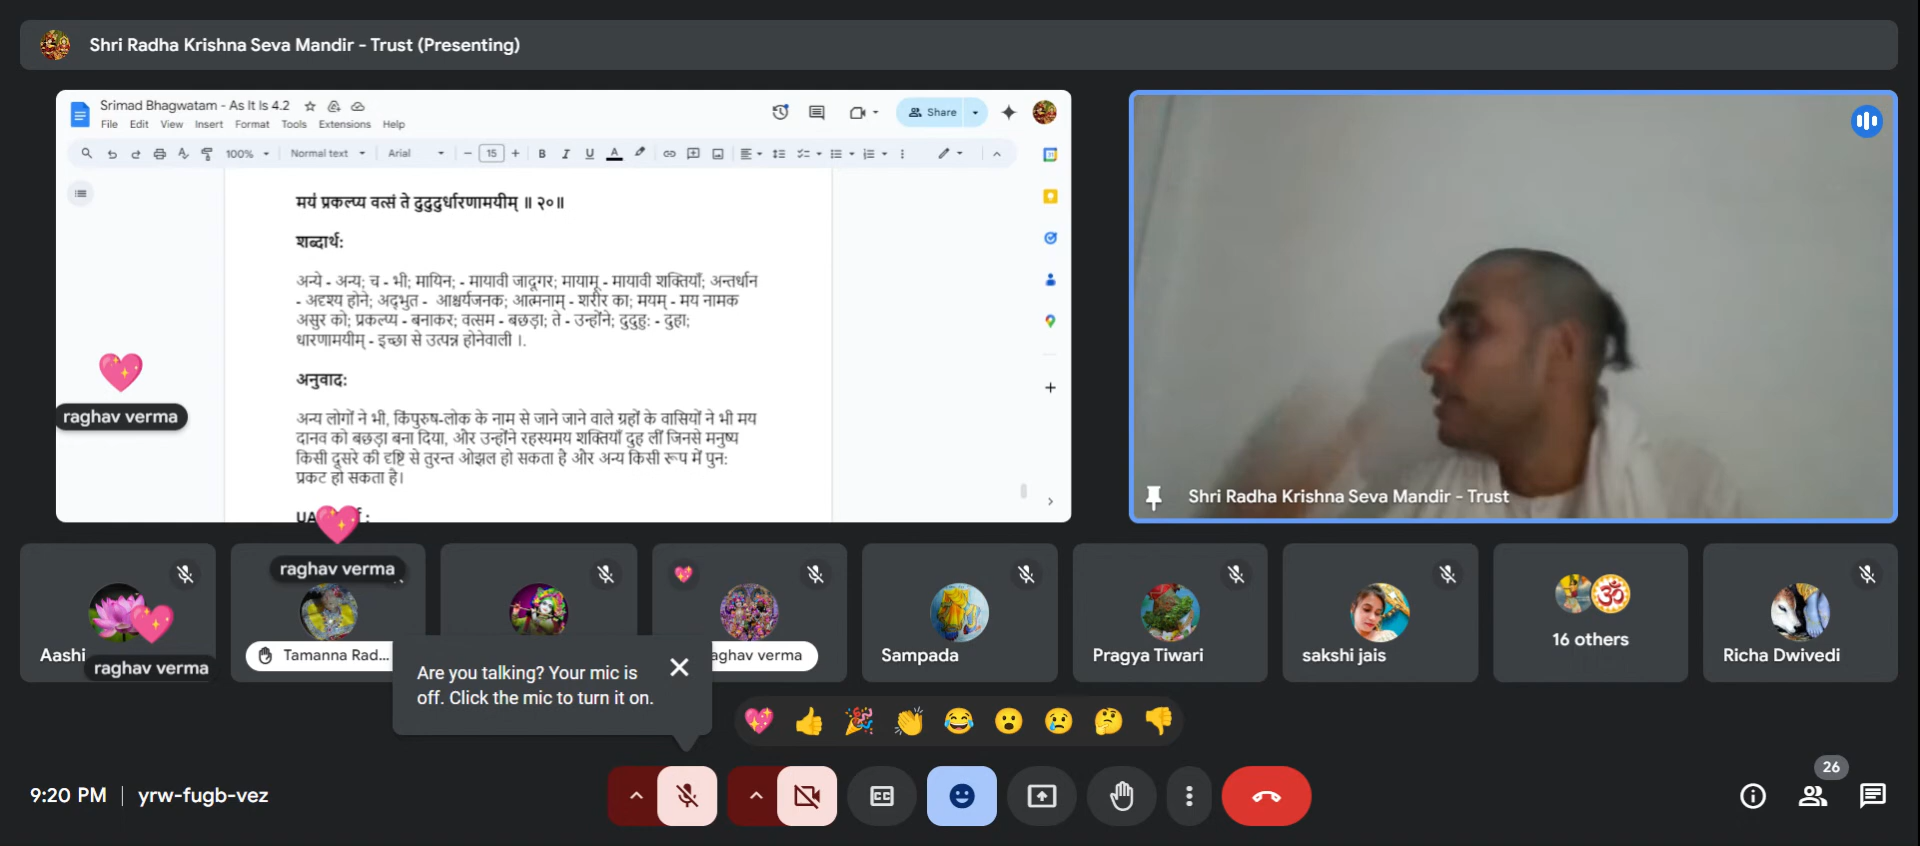 Shri Radha Krishna Seva Mandir - Trust (Presenting)
Srimad Bhagwatam - As It Is 4.2
File Edit View Insert Format Tools Extensions Help
Share
100% Normal text Arial 15
मयं प्रकल्प्य वत्सं ते दुदुदुर्धारणामयीम् ॥ २०॥
शब्दार्थ:
अन्ये - अन्य; च - भी; मायिन; - मायावी जादूगर; मायामू - मायावी शक्तियाँ; अन्तर्धान
- अदृश्य होने; अद्भुत - आश्चर्यजनक; आत्मनाम् - शरीर का; मयम् - मय नामक
असुर को; प्रकल्प्य - बनाकर; वत्सम - बछड़ा; ते - उन्होंने; दुदुहुः - दुहा;
धारणामयीम् - इच्छा से उत्पन्न होनेवाली ।.
अनुवाद:
अन्य लोगों ने भी, किंपुरुष-लोक के नाम से जाने जाने वाले ग्रहों के वासियों ने भी मय
दानव को बछड़ा बना दिया, और उन्होंने रहस्यमय शक्तियाँ दुह लीं जिनसे मनुष्य
किसी दूसरे की दृष्टि से तुरन्त ओझल हो सकता है और अन्य किसी रूप में पुन:
प्रकट हो सकता है।
raghav verma
Shri Radha Krishna Seva Mandir - Trust
raghav verma
Aashi
raghav verma
Tamanna Rad...
aghav verma
Sampada
Pragya Tiwari
sakshi jais
16 others
Richa Dwivedi
Are you talking? Your mic is
off. Click the mic to turn it on.
9:20 PM | yrw-fugb-vez
26